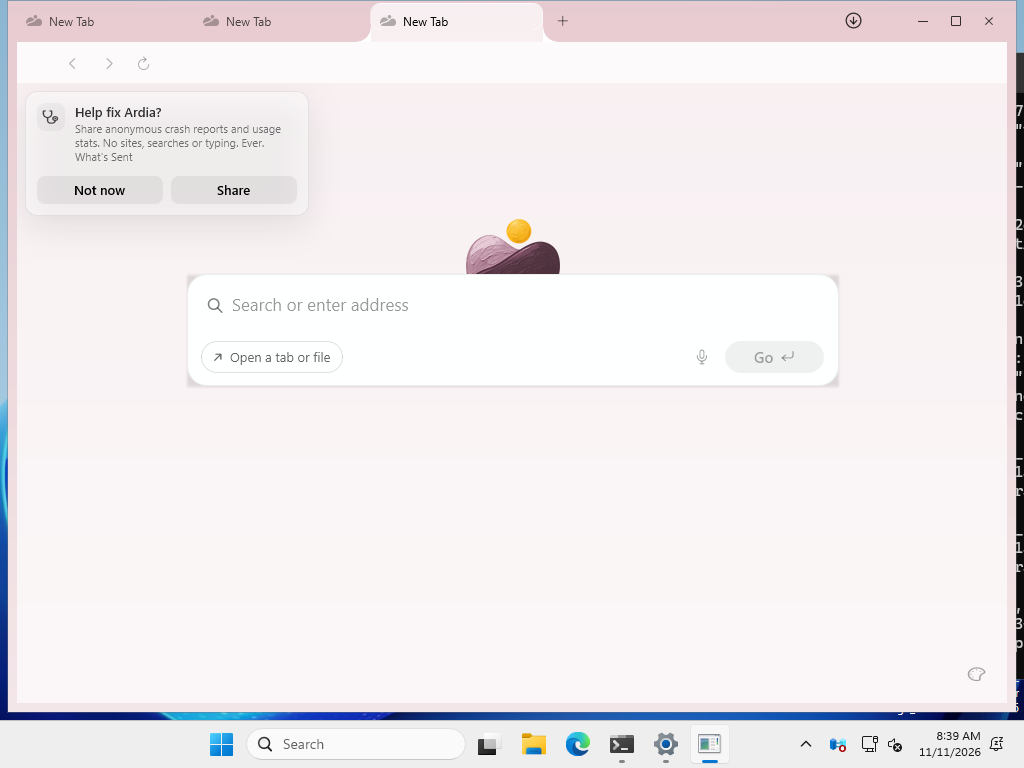 New Tab
New Tab
New Tab
Help fix Ardia?
Share anonymous crash reports and usage
stats. No sites, searches or typing. Ever.
What's Sent
Not now
Share
Search or enter address
Open a tab or file
Go
Search
8:39 AM
11/11/2026